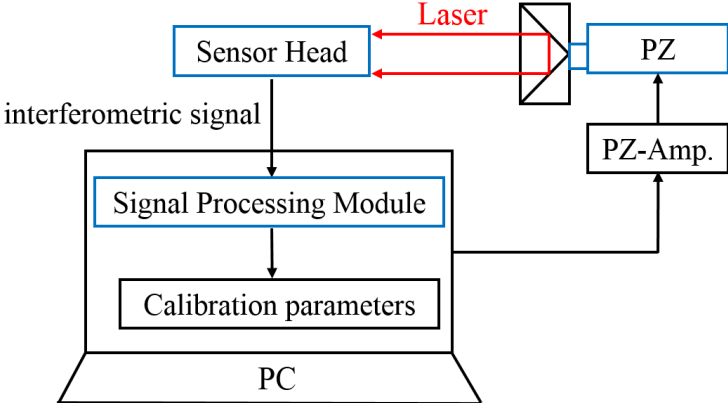 Laser
Sensor Head
PZ
interferometric signal
PZ-Amp.
Signal Processing Module
Calibration parameters
PC